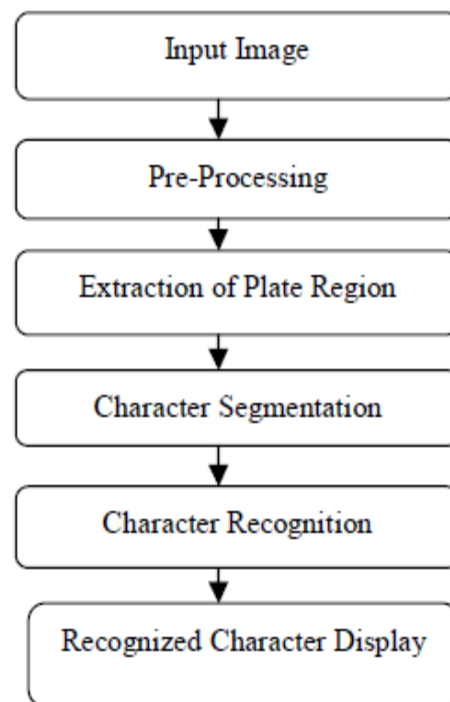 Input Image
Pre-Processing
Extraction of Plate Region
Character Segmentation
Character Recognition
Recognized Character Display